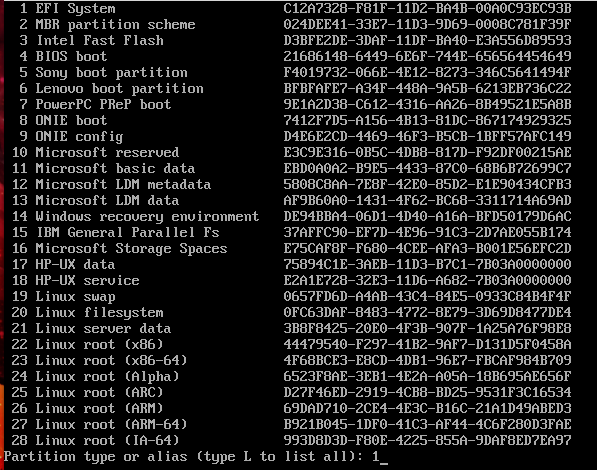 1 EFI System C12A7328-F81F-11D2-BA4B-00A0C93EC93B
2 MBR partition scheme 024DEE41-33E7-11D3-9D69-0008C781F39F
3 Intel Fast Flash D3BFE2DE-3DAF-11DF-BA40-E3A556D89593
4 BIOS boot 21686148-6449-6E6F-744E-656564454649
5 Sony boot partition F4019732-066E-4E12-8273-346C5641494F
6 Lenovo boot partition BFBFAFE7-A34F-448A-9A5B-6213EB736C22
7 PowerPC PReP boot 9E1A2D38-C612-4316-AA26-8B49521E5A8B
8 ONIE boot 7412F7D5-A156-4B13-81DC-867174929325
9 ONIE config D4E6E2CD-4469-46F3-B5CB-1BFF57AFC149
10 Microsoft reserved E3C9E316-0B5C-4DB8-817D-F92DF00215AE
11 Microsoft basic data EBD0A0A2-B9E5-4433-87C0-68B6B72699C7
12 Microsoft LDM metadata 5808C8AA-7E8F-42E0-85D2-E1E90434CFB3
13 Microsoft LDM data AF9B60A0-1431-4F62-BC68-3311714A69AD
14 Windows recovery environment DE94BBA4-06D1-4D40-A16A-BFD50179D6AC
15 IBM General Parallel Fs 37AFFC90-EF7D-4E96-91C3-2D7AE055B174
16 Microsoft Storage Spaces E75CAF8F-F680-4CEE-AFA3-B001E56EFC2D
17 HP-UX data 75894C1E-3AEB-11D3-B7C1-7B03A0000000
18 HP-UX service E2A1E728-32E3-11D6-A682-7B03A0000000
19 Linux swap 0657FD6D-A4AB-43C4-84E5-0933C84B4F4F
20 Linux filesystem 0FC63DAF-8483-4772-8E79-3D69D8477DE4
21 Linux server data 3B8F8425-20E0-4F3B-907F-1A25A76F98E8
22 Linux root (x86) 44479540-F297-41B2-9AF7-D131D5F0458A
23 Linux root (x86-64) 4F68BCE3-E8CD-4DB1-96E7-FBCAF984B709
24 Linux root (Alpha) 6523F8AE-3EB1-4E2A-A05A-18B695AE656F
25 Linux root (ARC) D27F46ED-2919-4CB8-BD25-9531F3C16534
26 Linux root (ARM) 69DAD710-2CE4-4E3C-B16C-21A1D49ABED3
27 Linux root (ARM-64) B921B045-1DF0-41C3-AF44-4C6F280D3FAE
28 Linux root (IA-64) 993D8D3D-F80E-4225-855A-9DAF8ED7EA97
Partition type or alias (type L to list all): 1_